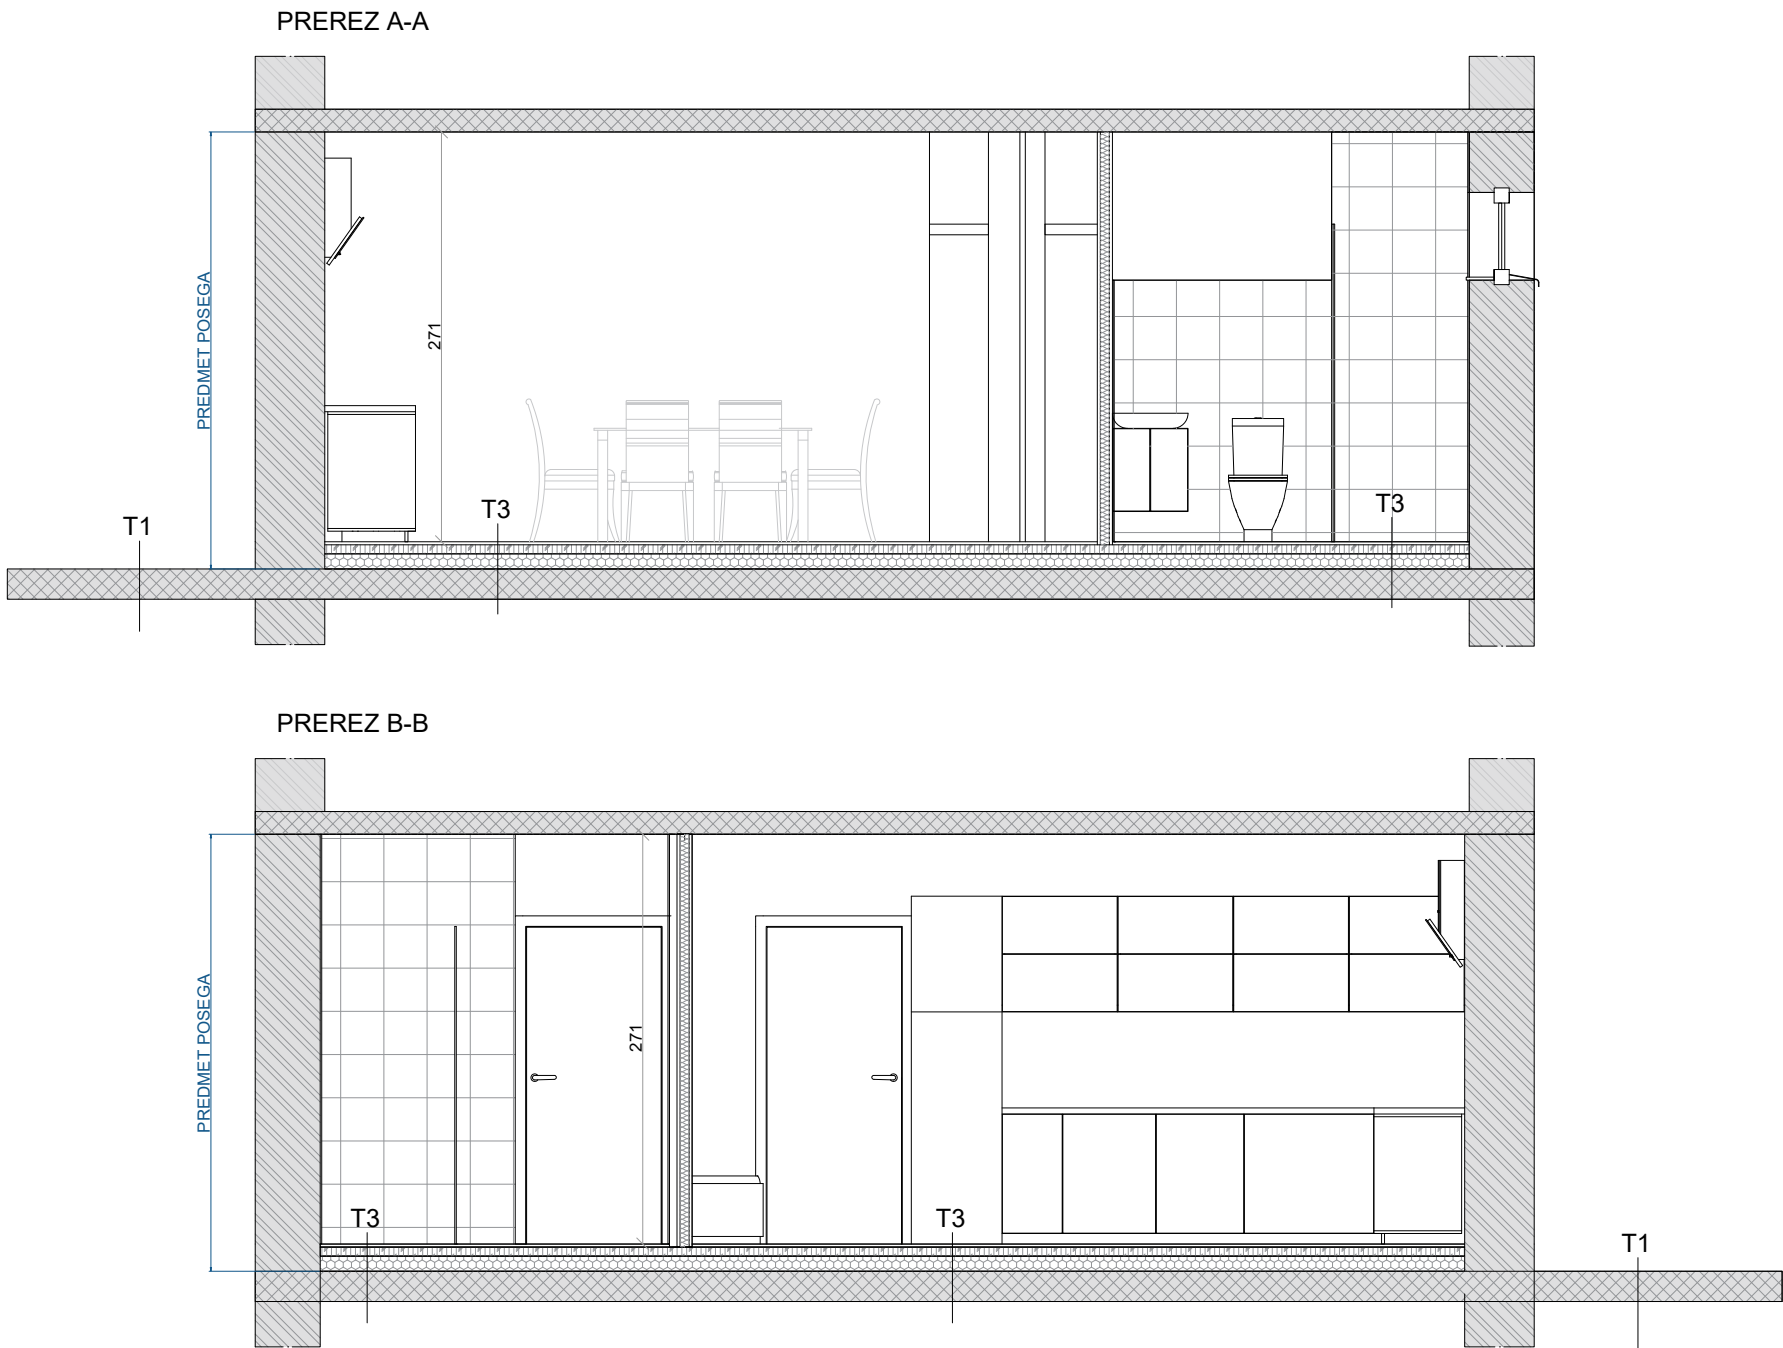 PREREZ A-A
PREDMET POSEGA
271
T1
T3
T3
PREREZ B-B
PREDMET POSEGA
271
T3
T3
T1